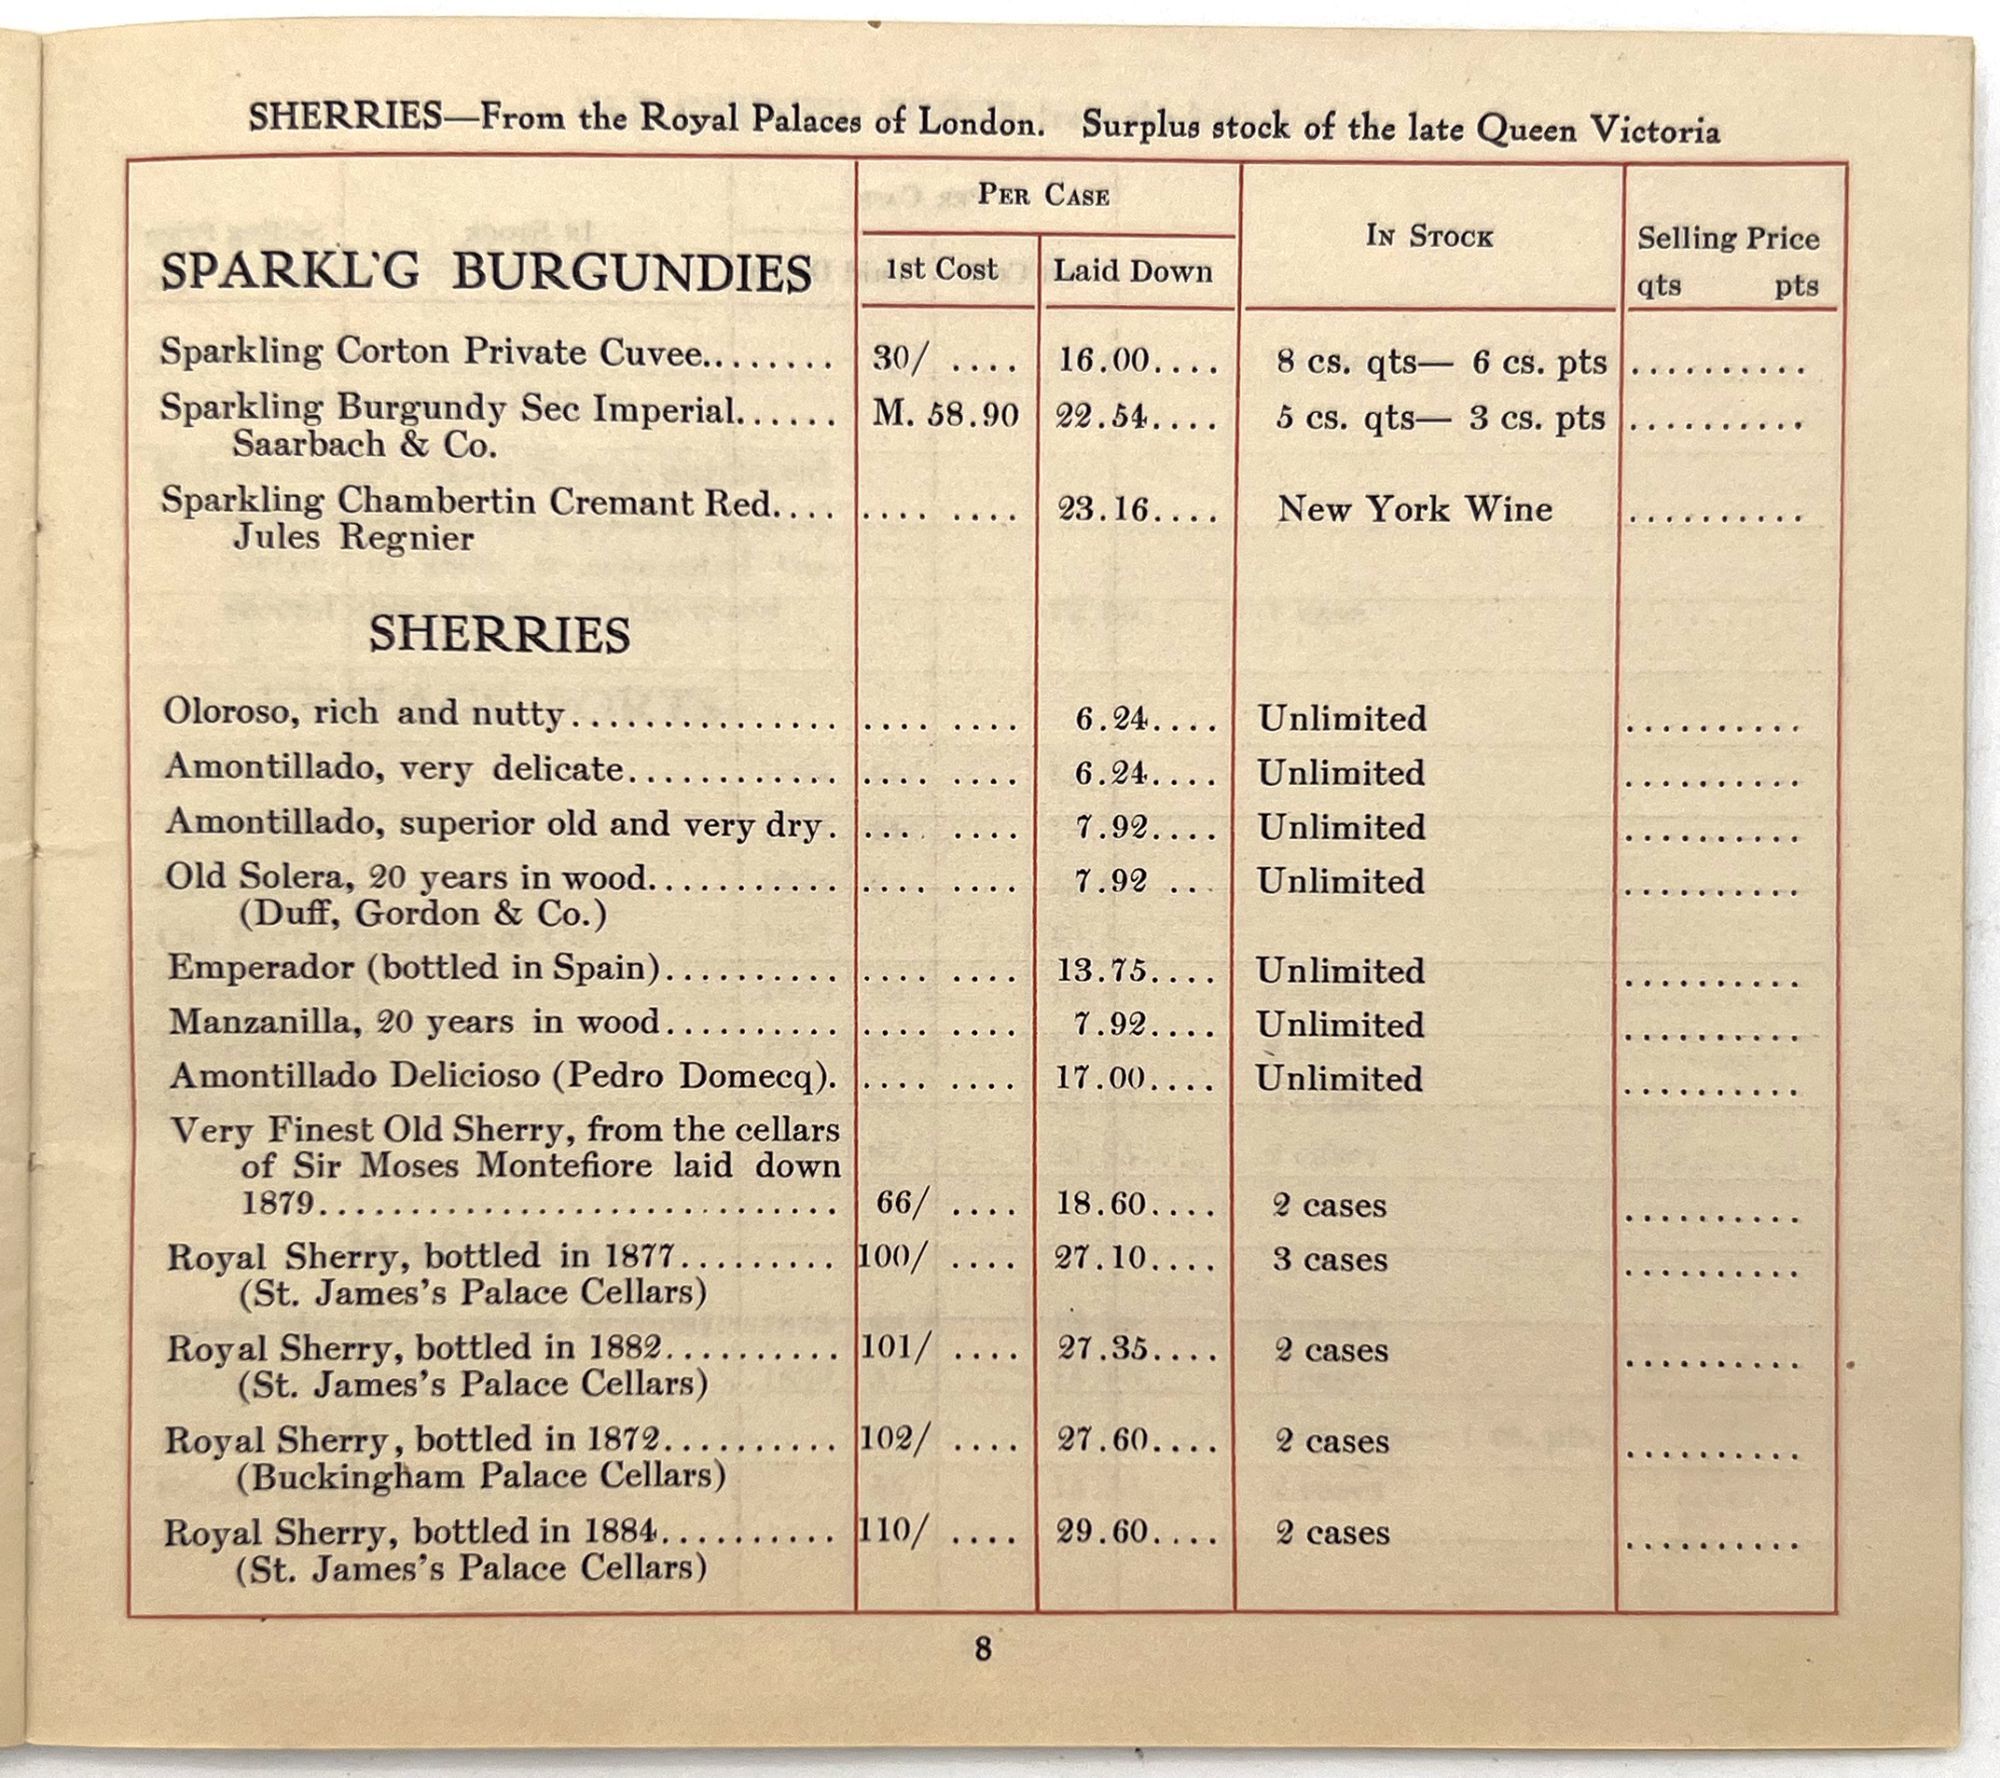 SHERRIES—From the Royal Palaces of London. Surplus stock of the late Queen Victoria
PER CASE
SPARKL'G BURGUNDIES
1st Cost
Laid Down
IN STOCK
Selling Price
qts pts
Sparkling Corton Private Cuvee........ 30/ .... 16.00.... 8 cs. qts— 6 cs. pts ..........
Sparkling Burgundy Sec Imperial...... M. 58.90 22.54.... 5 cs. qts— 3 cs. pts ..........
Saarbach & Co.
Sparkling Chambertin Cremant Red.... .... .... 23.16.... New York Wine ..........
Jules Regnier
SHERRIES
Oloroso, rich and nutty............... .... .... 6.24.... Unlimited ..........
Amontillado, very delicate............ .... .... 6.24.... Unlimited ..........
Amontillado, superior old and very dry. .... .... 7.92.... Unlimited ..........
Old Solera, 20 years in wood........... .... .... 7.92 ... Unlimited ..........
(Duff, Gordon & Co.)
Emperador (bottled in Spain).......... .... .... 13.75.... Unlimited ..........
Manzanilla, 20 years in wood.......... .... .... 7.92.... Unlimited ..........
Amontillado Delicioso (Pedro Domecq). .... .... 17.00.... Unlimited ..........
Very Finest Old Sherry, from the cellars
of Sir Moses Montefiore laid down
1879............................. 66/ .... 18.60.... 2 cases ..........
Royal Sherry, bottled in 1877......... 100/ .... 27.10.... 3 cases ..........
(St. James's Palace Cellars)
Royal Sherry, bottled in 1882.......... 101/ .... 27.35.... 2 cases ..........
(St. James's Palace Cellars)
Royal Sherry, bottled in 1872.......... 102/ .... 27.60.... 2 cases ..........
(Buckingham Palace Cellars)
Royal Sherry, bottled in 1884.......... 110/ .... 29.60.... 2 cases ..........
(St. James's Palace Cellars)
8